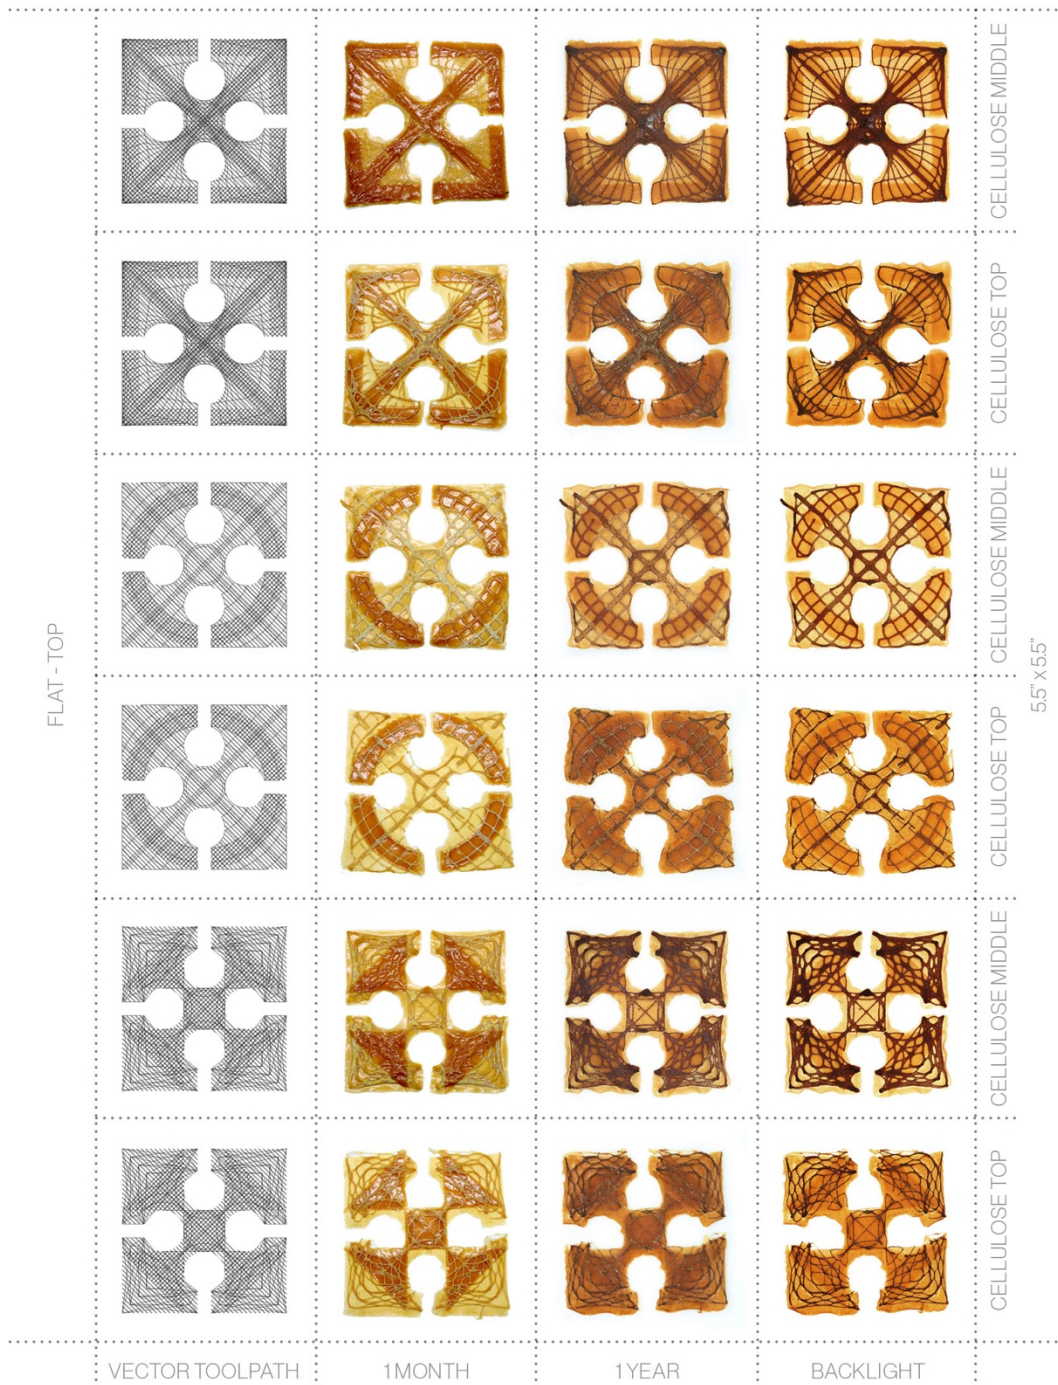 CELLULOSE MIDDLE
CELLULOSE TOP
CELLULOSE MIDDLE
CELLULOSE TOP
CELLULOSE MIDDLE
CELLULOSE TOP
FLAT - TOP
5.5" x 5.5"
VECTOR TOOLPATH
1 MONTH
1 YEAR
BACKLIGHT